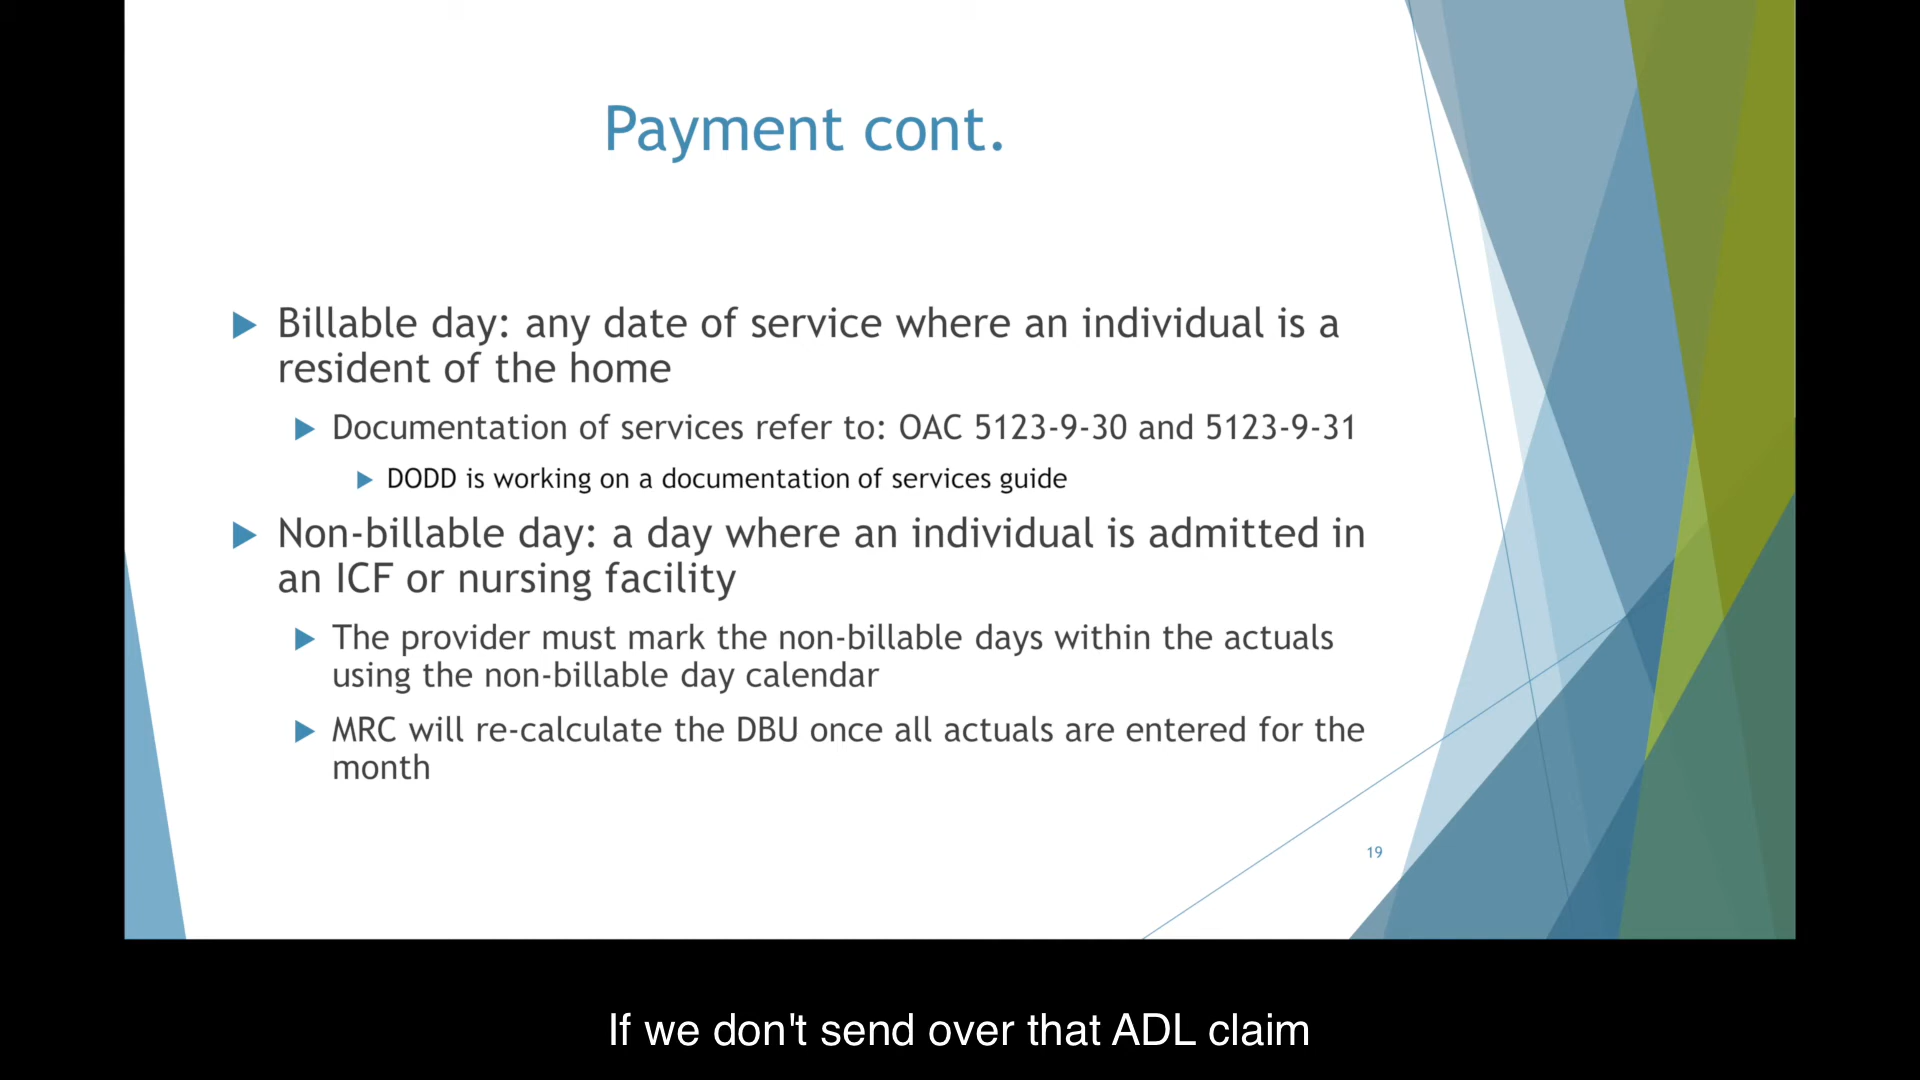 Payment cont.
Billable day: any date of service where an individual is a
resident of the home
Documentation of services refer to: OAC 5123-9-30 and 5123-9-31
DODD is working on a documentation of services guide
Non-billable day: a day where an individual is admitted in
an ICF or nursing facility
The provider must mark the non-billable days within the actuals
using the non-billable day calendar
MRC will re-calculate the DBU once all actuals are entered for the
month
19
If we don't send over that ADL claim